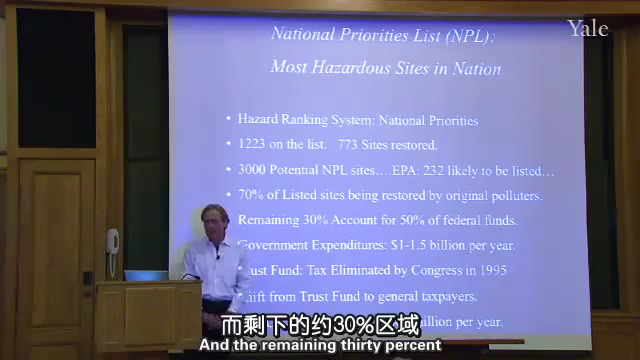 Yale
National Priorities List (NPL):
Most Hazardous Sites in Nation
• Hazard Ranking System: National Priorities
• 1223 on the list. 773 Sites restored.
• 3000 Potential NPL sites….EPA: 232 likely to be listed…
• 70% of Listed sites being restored by original polluters.
• Remaining 30% Account for 50% of federal funds.
Government Expenditures: $1-1.5 billion per year.
Trust Fund: Tax Eliminated by Congress in 1995
Shift from Trust Fund to general taxpayers.
million per year.
而剩下的约30%区域
And the remaining thirty percent